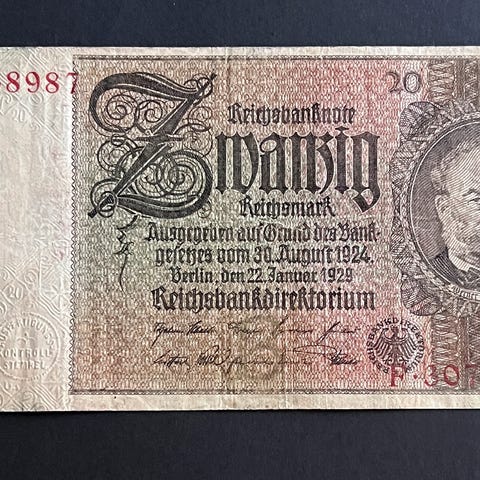 8987
20
Reichsbanknote
Zwanzig
Reichsmark
Ausgegeben auf Grund des Bank-
gesetzes vom 30. August 1924.
Berlin, den 22. Januar 1929
Reichsbankdirektorium
REICHSBANKDIREKTORIUM
KONTROLL
STEMPEL
F·307